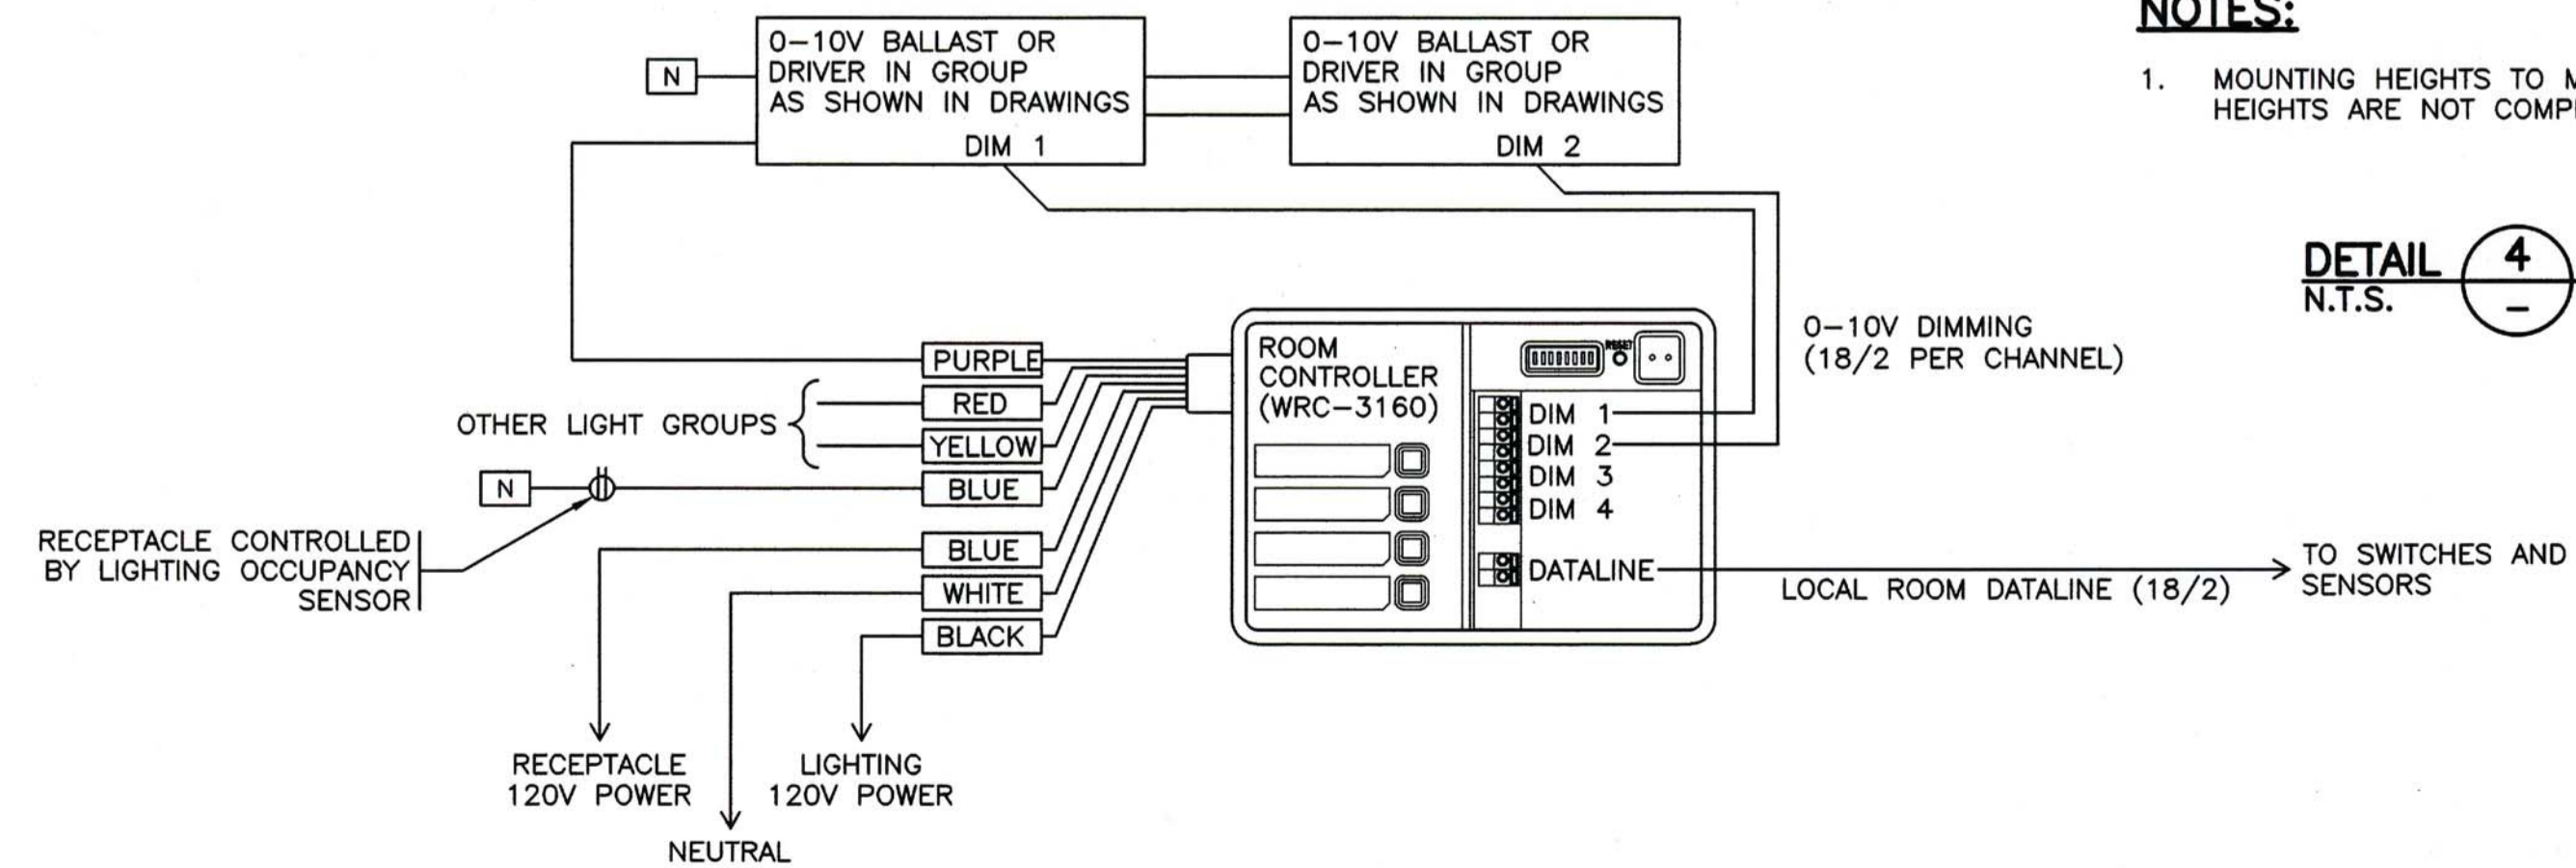 0-10V BALLAST OR
DRIVER IN GROUP
AS SHOWN IN DRAWINGS
DIM 1
0-10V BALLAST OR
DRIVER IN GROUP
AS SHOWN IN DRAWINGS
DIM 2
N
NOTES:
1. MOUNTING HEIGHTS TO
HEIGHTS ARE NOT
DETAIL 4
N.T.S. –
0-10V DIMMING
(18/2 PER CHANNEL)
PURPLE
RED
YELLOW
BLUE
BLUE
WHITE
BLACK
OTHER LIGHT GROUPS
N
RECEPTACLE CONTROLLED
BY LIGHTING OCCUPANCY
SENSOR
ROOM
CONTROLLER
(WRC-3160)
RESET
DIM 1
DIM 2
DIM 3
DIM 4
DATALINE
LOCAL ROOM DATALINE (18/2)
TO SWITCHES AND
SENSORS
RECEPTACLE
120V POWER
LIGHTING
120V POWER
NEUTRAL